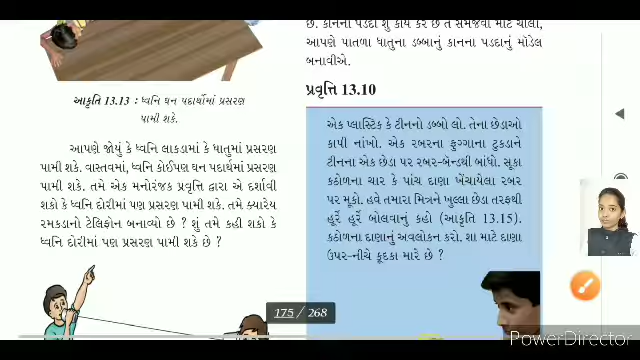 છે. કાનનો પડદો શું કાર્ય કરે છે તે સમજવા માટે ચાલો,
આપણે પાતળા ધાતુના ડબ્બાનું કાનના પડદાનું મૉડેલ
બનાવીએ.
પ્રવૃત્તિ 13.10
એક પ્લાસ્ટિક કે ટીનનો ડબ્બો લો. તેના છેડાઓ
કાપી નાંખો. એક રબરના ફુગ્ગાના ટુકડાને
ટીનના એક છેડા પર રબર-બેન્ડથી બાંધો. સૂકા
કઠોળના ચાર કે પાંચ દાણા ખેંચાયેલા રબર
પર મૂકો. હવે તમારા મિત્રને ખુલ્લા છેડા તરફથી
હૂર્રે હૂર્રે બોલવાનું કહો (આકૃતિ 13.15).
કઠોળના દાણાનું અવલોકન કરો. શા માટે દાણા
ઉપર-નીચે કૂદકા મારે છે ?
આકૃતિ 13.13 : ધ્વનિ ઘન પદાર્થોમાં પ્રસરણ
પામી શકે.
આપણે જોયું કે ધ્વનિ લાકડામાં કે ધાતુમાં પ્રસરણ
પામી શકે. વાસ્તવમાં, ધ્વનિ કોઈપણ ઘન પદાર્થમાં પ્રસરણ
પામી શકે. તમે એક મનોરંજક પ્રવૃત્તિ દ્વારા એ દર્શાવી
શકો કે ધ્વનિ દોરીમાં પણ પ્રસરણ પામી શકે. તમે ક્યારેય
રમકડાનો ટેલિફોન બનાવ્યો છે ? શું તમે કહી શકો કે
ધ્વનિ દોરીમાં પણ પ્રસરણ પામી શકે છે ?
175 / 268
PowerDirector